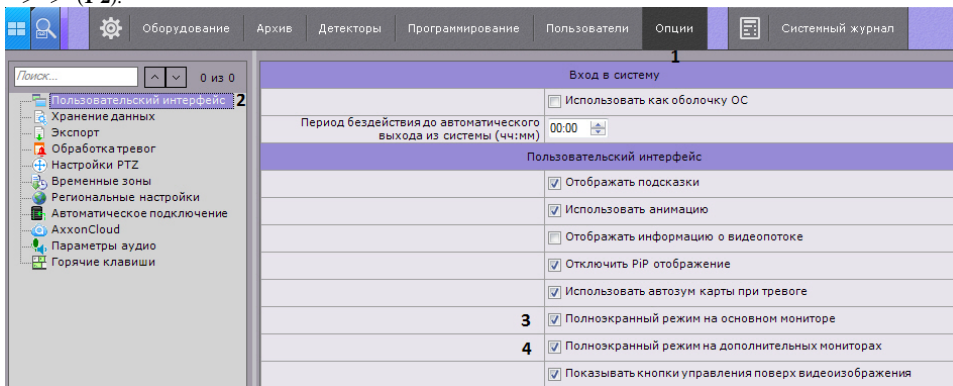 (1-2).
Оборудование Архив Детекторы Программирование Пользователи Опции Системный журнал
1
Поиск... 0 из 0
Вход в систему
Пользовательский интерфейс 2
Использовать как оболочку ОС
Хранение данных
Экспорт
Период бездействия до автоматического
выхода из системы (чч:мм) 00:00
Обработка тревог
Настройки PTZ
Пользовательский интерфейс
Временные зоны
Отображать подсказки
Региональные настройки
Автоматическое подключение
Использовать анимацию
AxxonCloud
Отображать информацию о видеопотоке
Параметры аудио
Горячие клавиши
Отключить PiP отображение
Использовать автозум карты при тревоге
3 Полноэкранный режим на основном мониторе
4 Полноэкранный режим на дополнительных мониторах
Показывать кнопки управления поверх видеоизображения